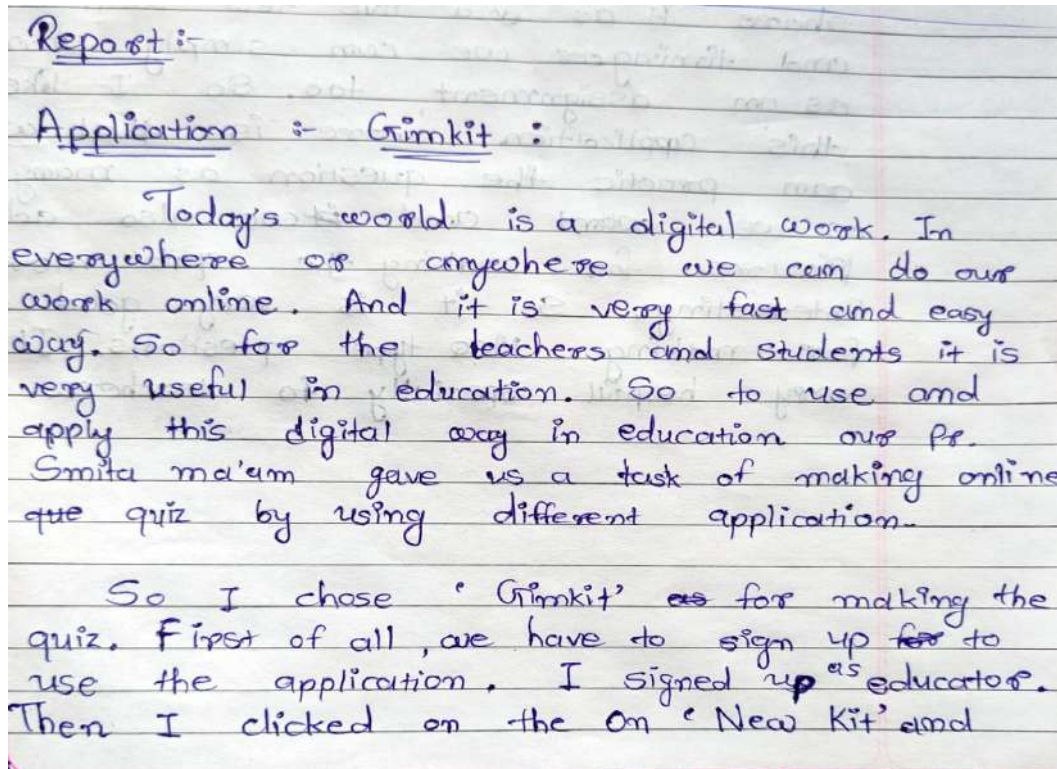 Report :-
Application :- Gimkit :
Today's world is a digital work. In
everywhere or anywhere we can do our
work online. And it is very fast and easy
way. So for the teachers and students it is
very useful in education. So to use and
apply this digital way in education our Pr.
Smita ma'am gave us a task of making online
que quiz by using different application.
So I chose 'Gimkit' as for making the
quiz. First of all, we have to sign up for to
use the application. I signed up as educator.
Then I clicked on the On 'New Kit' and